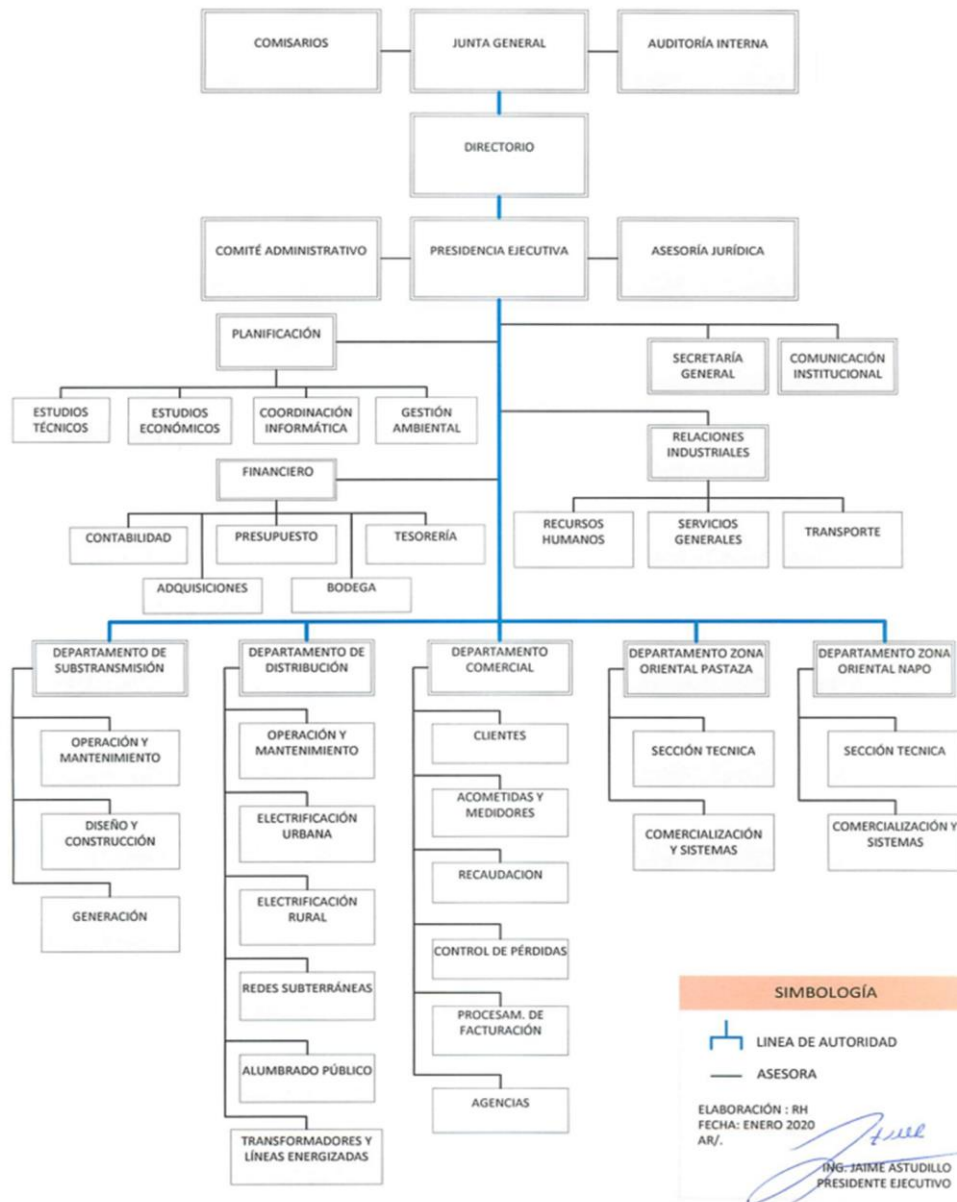 COMISARIOS
JUNTA GENERAL
AUDITORÍA INTERNA
DIRECTORIO
COMITÉ ADMINISTRATIVO
PRESIDENCIA EJECUTIVA
ASESORÍA JURÍDICA
PLANIFICACIÓN
SECRETARÍA
GENERAL
COMUNICACIÓN
INSTITUCIONAL
ESTUDIOS
TÉCNICOS
ESTUDIOS
ECONÓMICOS
COORDINACIÓN
INFORMÁTICA
GESTIÓN
AMBIENTAL
RELACIONES
INDUSTRIALES
FINANCIERO
CONTABILIDAD
PRESUPUESTO
TESORERÍA
ADQUISICIONES
BODEGA
RECURSOS
HUMANOS
SERVICIOS
GENERALES
TRANSPORTE
DEPARTAMENTO DE
SUBSTRANSMISIÓN
OPERACIÓN Y
MANTENIMIENTO
DISEÑO Y
CONSTRUCCIÓN
GENERACIÓN
DEPARTAMENTO DE
DISTRIBUCIÓN
OPERACIÓN Y
MANTENIMIENTO
ELECTRIFICACIÓN
URBANA
ELECTRIFICACIÓN
RURAL
REDES SUBTERRÁNEAS
ALUMBRADO PÚBLICO
TRANSFORMADORES Y
LÍNEAS ENERGIZADAS
DEPARTAMENTO
COMERCIAL
CLIENTES
ACOMETIDAS Y
MEDIDORES
RECAUDACION
CONTROL DE PÉRDIDAS
PROCESAM. DE
FACTURACIÓN
AGENCIAS
DEPARTAMENTO ZONA
ORIENTAL PASTAZA
SECCIÓN TECNICA
COMERCIALIZACIÓN
Y SISTEMAS
DEPARTAMENTO ZONA
ORIENTAL NAPO
SECCIÓN TECNICA
COMERCIALIZACIÓN Y
SISTEMAS
SIMBOLOGÍA
LINEA DE AUTORIDAD
ASESORA
ELABORACIÓN : RH
FECHA: ENERO 2020
AR/.
ING. JAIME ASTUDILLO
PRESIDENTE EJECUTIVO